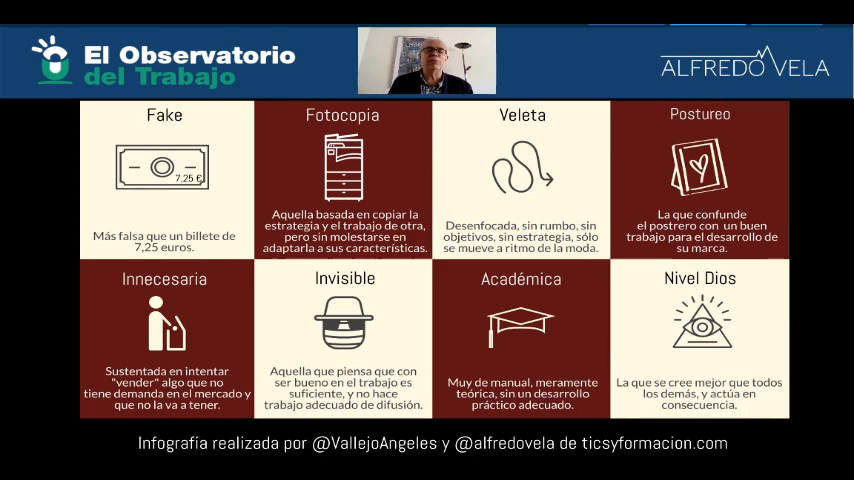 El Observatorio
del Trabajo
ALFREDO VELA
Fake
7,25 €
Más falsa que un billete de
7,25 euros.
Fotocopia
Aquella basada en copiar la
estrategia y el trabajo de otra,
pero sin molestarse en
adaptarla a sus características.
Veleta
Desenfocada, sin rumbo, sin
objetivos, sin estrategia, sólo
se mueve a ritmo de la moda.
Postureo
La que confunde
el postrero con un buen
trabajo para el desarrollo de
su marca.
Innecesaria
Sustentada en intentar
"vender" algo que no
tiene demanda en el mercado y
que no la va a tener.
Invisible
Aquella que piensa que con
ser bueno en el trabajo es
suficiente, y no hace
trabajo adecuado de difusión.
Académica
Muy de manual, meramente
teórica, sin un desarrollo
práctico adecuado.
Nivel Dios
La que se cree mejor que todos
los demás, y actúa en
consecuencia.
Infografía realizada por @VallejoAngeles y @alfredovela de ticsyformacion.com